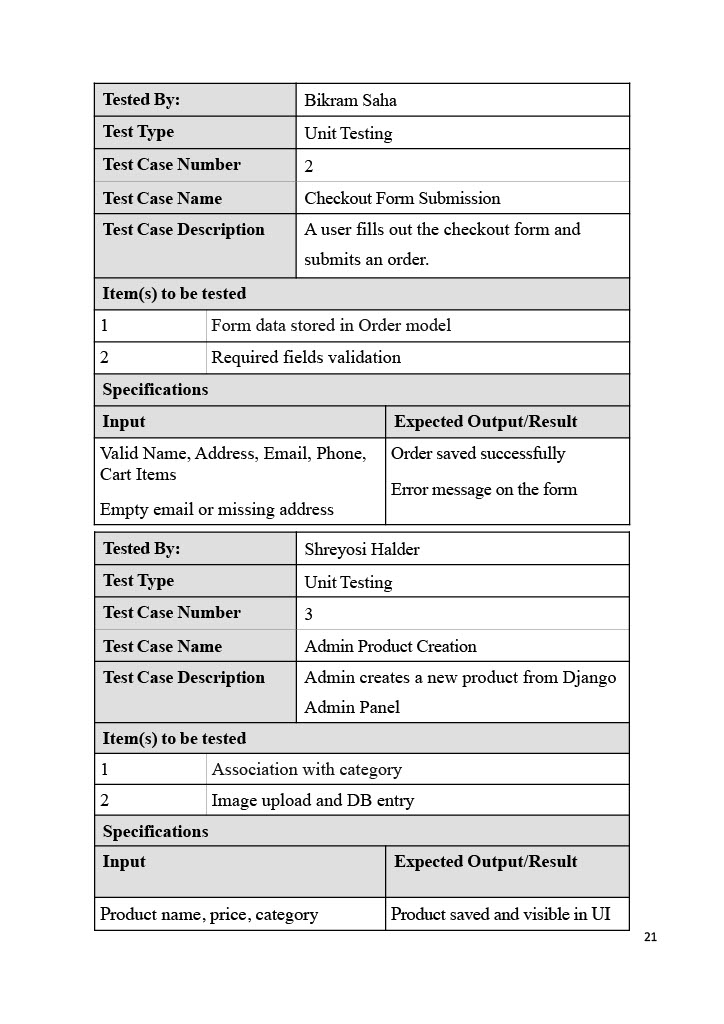 Tested By: Bikram Saha
Test Type Unit Testing
Test Case Number 2
Test Case Name Checkout Form Submission
Test Case Description A user fills out the checkout form and
submits an order.
Item(s) to be tested
1 Form data stored in Order model
2 Required fields validation
Specifications
Input Expected Output/Result
Valid Name, Address, Email, Phone, Order saved successfully
Cart Items
Error message on the form
Empty email or missing address
Tested By: Shreyosi Halder
Test Type Unit Testing
Test Case Number 3
Test Case Name Admin Product Creation
Test Case Description Admin creates a new product from Django
Admin Panel
Item(s) to be tested
1 Association with category
2 Image upload and DB entry
Specifications
Input Expected Output/Result
Product name, price, category Product saved and visible in UI
21